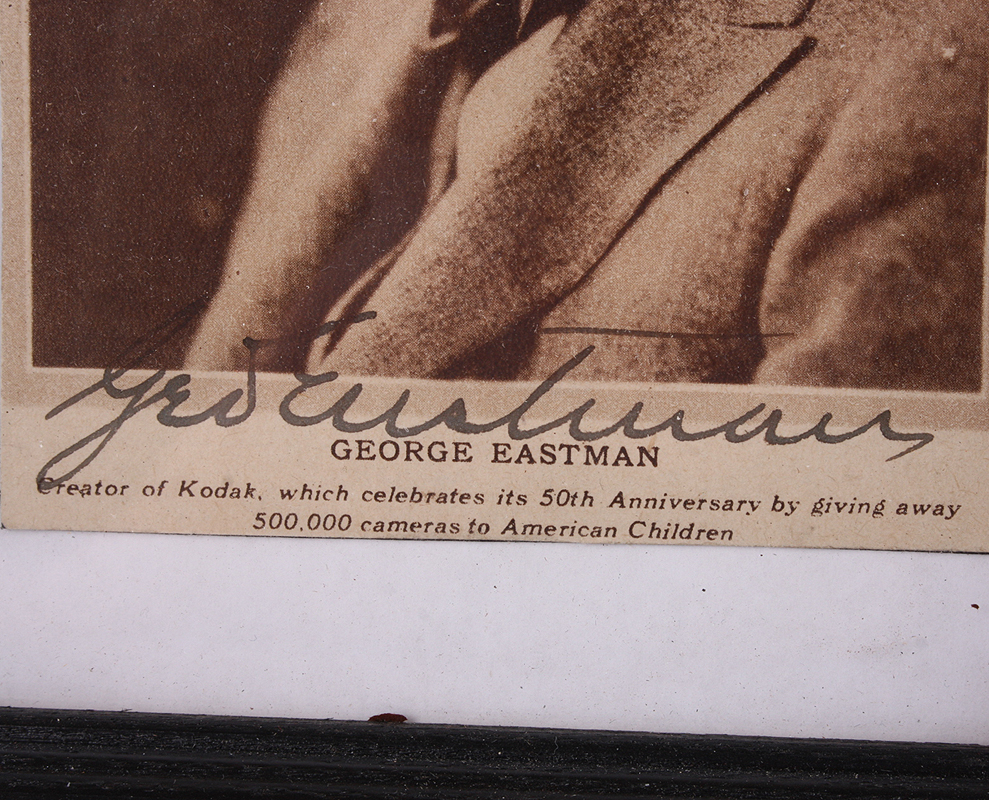 Geo Eastman
GEORGE EASTMAN
Creator of Kodak, which celebrates its 50th Anniversary by giving away
500,000 cameras to American Children